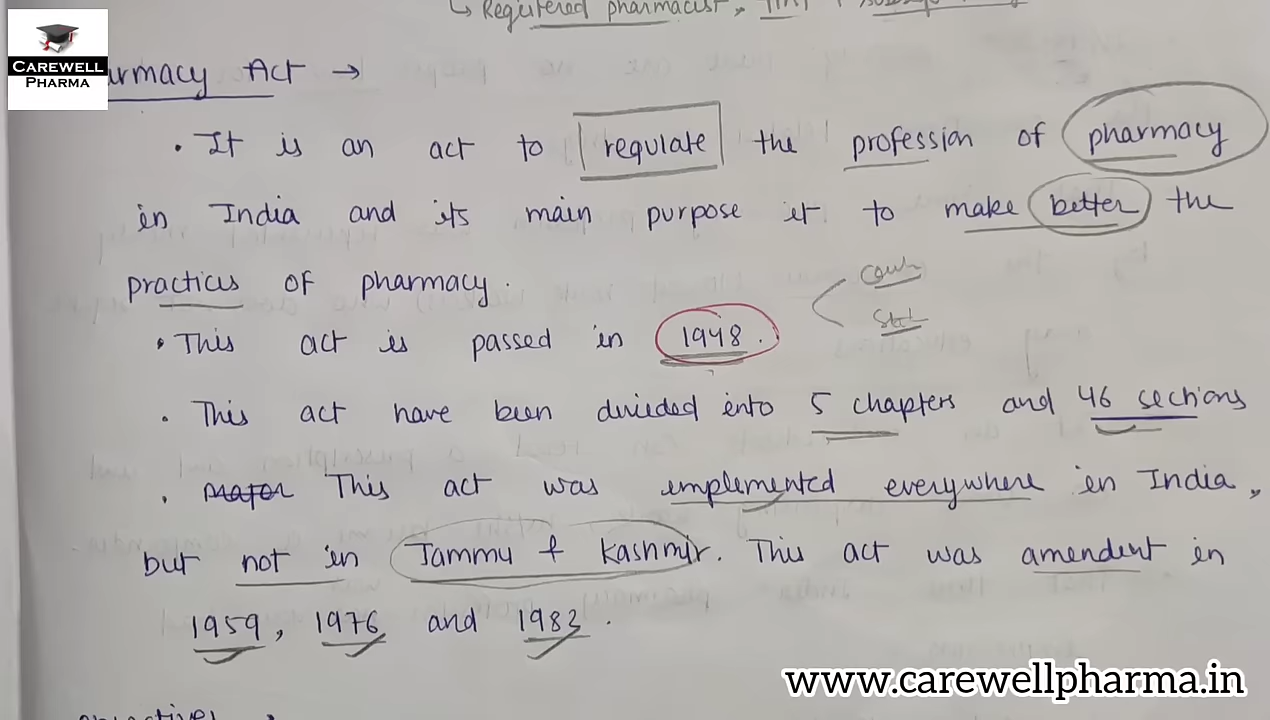 ↳ Registered pharmacist,
CAREWELL
PHARMA
armacy Act →
• It is an act to regulate the profession of pharmacy
in India and its main purpose it to make better the
practices of pharmacy.
• This act is passed in 1948.
• This act have been divided into 5 chapters and 46 sections
• This act was implemented everywhere in India,
but not in Jammu & Kashmir. This act was amendent in
1959, 1976 and 1983.
www.carewellpharma.in